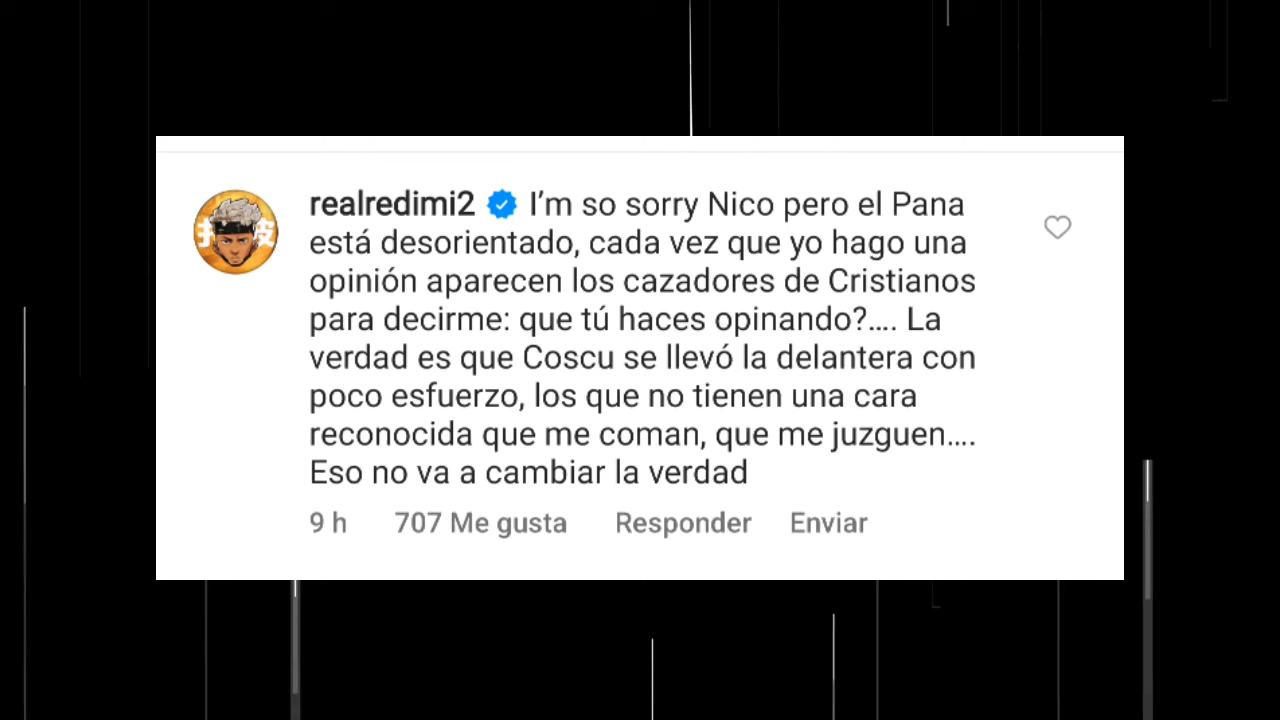 realredimi2 I’m so sorry Nico pero el Pana
está desorientado, cada vez que yo hago una
opinión aparecen los cazadores de Cristianos
para decirme: que tú haces opinando?.... La
verdad es que Coscu se llevó la delantera con
poco esfuerzo, los que no tienen una cara
reconocida que me coman, que me juzguen....
Eso no va a cambiar la verdad
9 h 707 Me gusta Responder Enviar